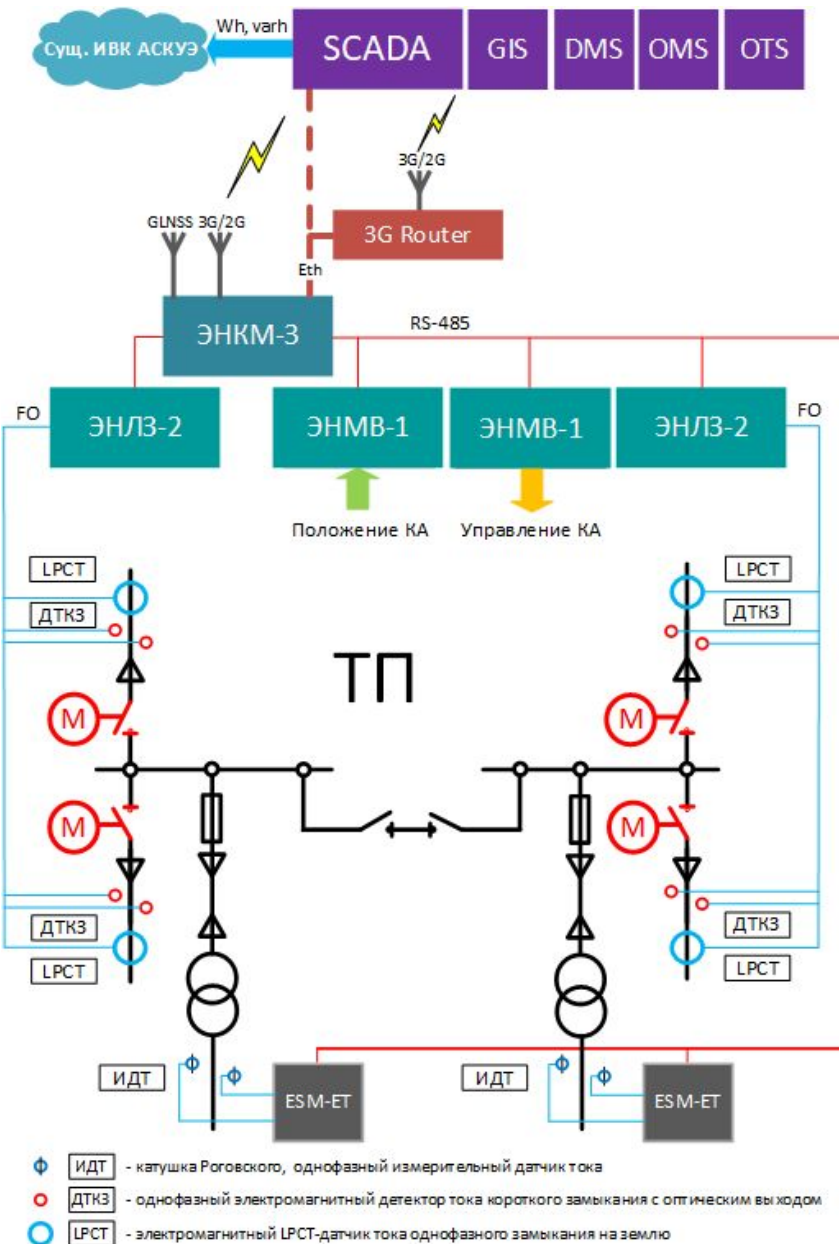 Wh, varh
Сущ. ИВК АСКУЭ
SCADA
GIS
DMS
OMS
OTS
3G/2G
GLNSS 3G/2G
3G Router
Eth
ЭНКМ-3
RS-485
FO
ЭНЛЗ-2
ЭНМВ-1
ЭНМВ-1
ЭНЛЗ-2
FO
Положение КА
Управление КА
LPCT
LPCT
ДТКЗ
ДТКЗ
ТП
M
M
M
M
ДТКЗ
ДТКЗ
LPCT
LPCT
ИДТ
ESM-ET
ИДТ
ESM-ET
ИДТ - катушка Роговского, однофазный измерительный датчик тока
ДТКЗ - однофазный электромагнитный детектор тока короткого замыкания с оптическим выходом
LPCT - электромагнитный LPCT-датчик тока однофазного замыкания на землю